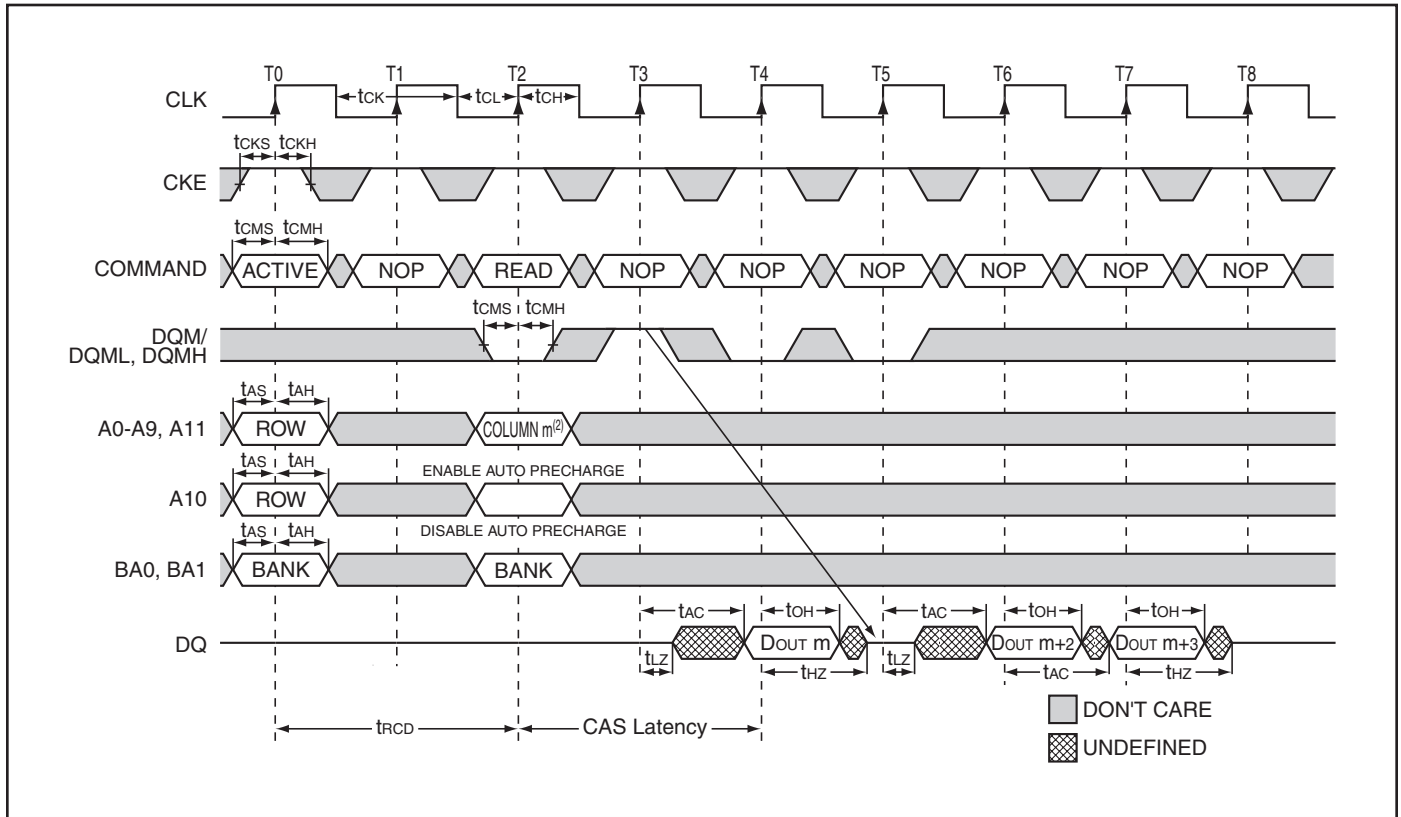 T0 T1 T2 T3 T4 T5 T6 T7 T8
CLK
tCK tCL tCH
tCKS tCKH
CKE
tCMS tCMH
COMMAND
ACTIVE NOP READ NOP NOP NOP NOP NOP NOP
tCMS tCMH
DQM/
DQML, DQMH
tAS tAH
A0-A9, A11
ROW COLUMN m(2)
tAS tAH
ENABLE AUTO PRECHARGE
A10
ROW
tAS tAH
DISABLE AUTO PRECHARGE
BA0, BA1
BANK BANK
tAC tOH tAC tOH tOH
DQ
DOUT m DOUT m+2 DOUT m+3
tLZ tHZ tLZ tAC tHZ
tRCD CAS Latency
DON'T CARE
UNDEFINED